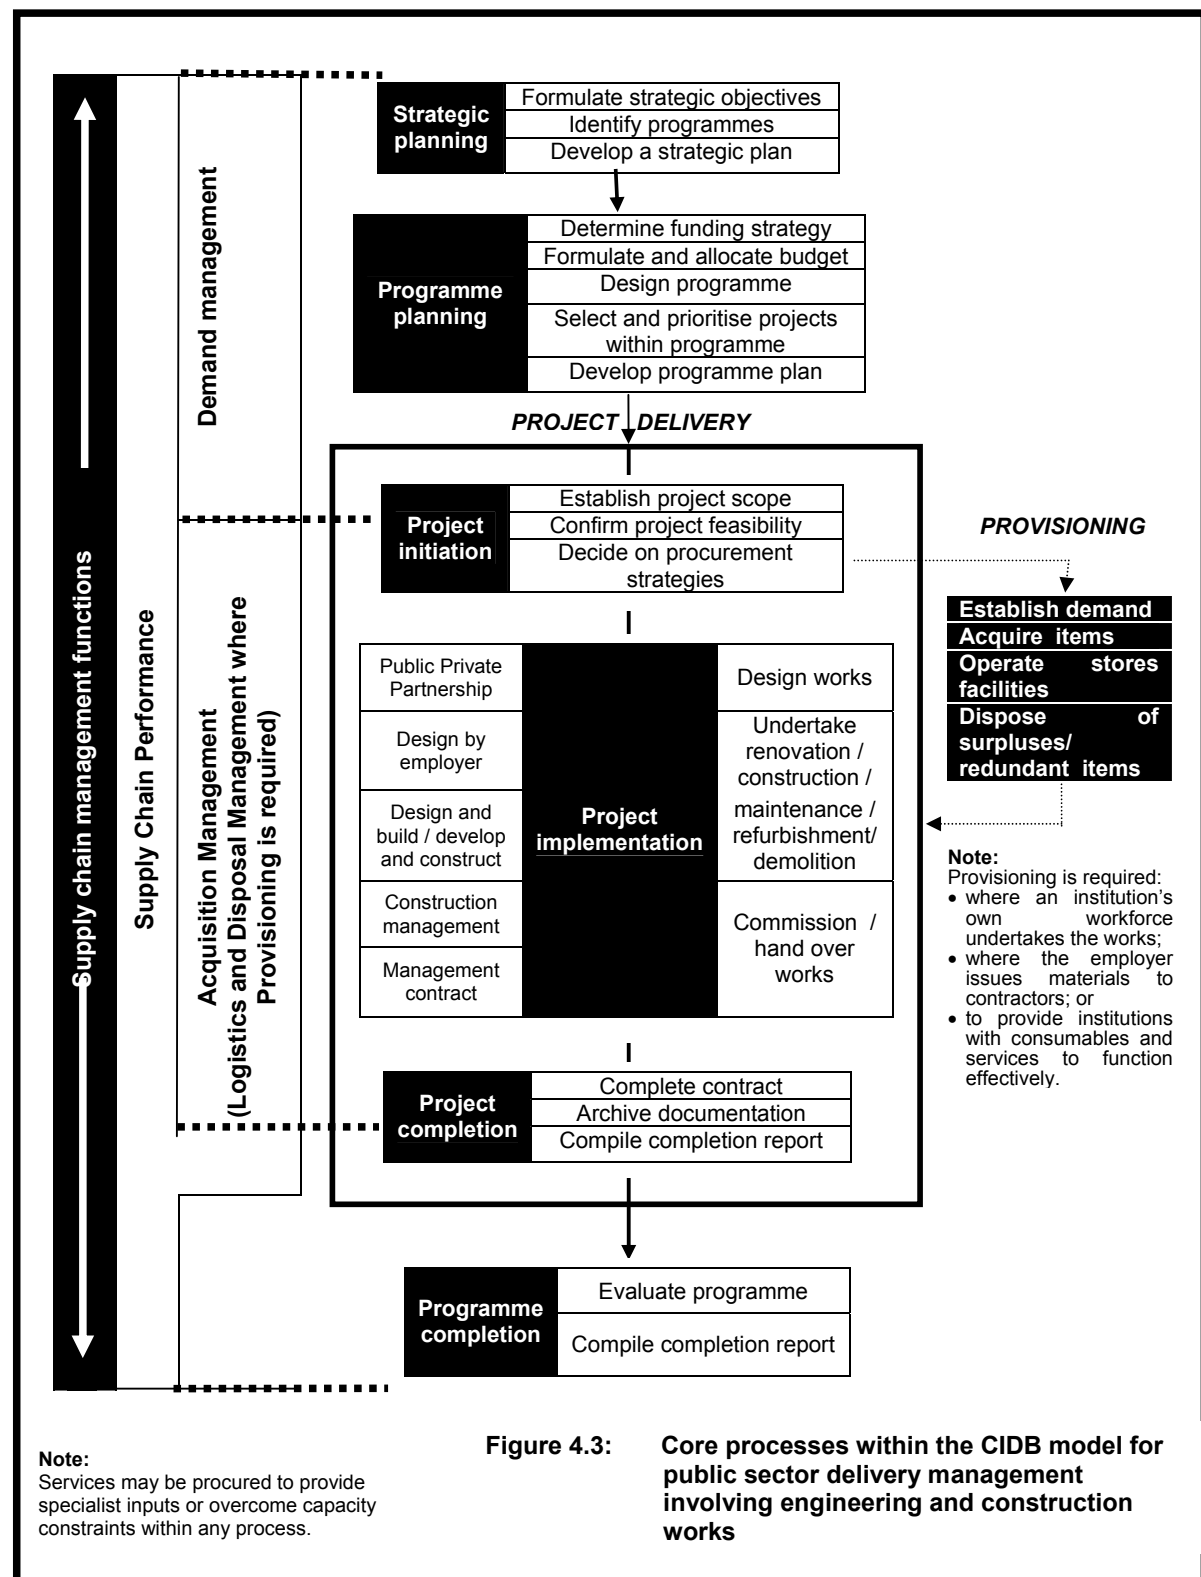 Supply chain management functions
Supply Chain Performance
Demand management
Acquisition Management
(Logistics and Disposal Management where
Provisioning is required)
Strategic
planning
Formulate strategic objectives
Identify programmes
Develop a strategic plan
Programme
planning
Determine funding strategy
Formulate and allocate budget
Design programme
Select and prioritise projects
within programme
Develop programme plan
PROJECT DELIVERY
Project
initiation
Establish project scope
Confirm project feasibility
Decide on procurement
strategies
PROVISIONING
Establish demand
Acquire items
Operate stores
facilities
Dispose of
surpluses/
redundant items
Public Private
Partnership
Design by
employer
Design and
build / develop
and construct
Construction
management
Management
contract
Project
implementation
Design works
Undertake
renovation /
construction /
maintenance /
refurbishment/
demolition
Commission /
hand over
works
Note:
Provisioning is required:
• where an institution’s
own workforce
undertakes the works;
• where the employer
issues materials to
contractors; or
• to provide institutions
with consumables and
services to function
effectively.
Project
completion
Complete contract
Archive documentation
Compile completion report
Programme
completion
Evaluate programme
Compile completion report
Note:
Services may be procured to provide
specialist inputs or overcome capacity
constraints within any process.
Figure 4.3: Core processes within the CIDB model for
public sector delivery management
involving engineering and construction
works